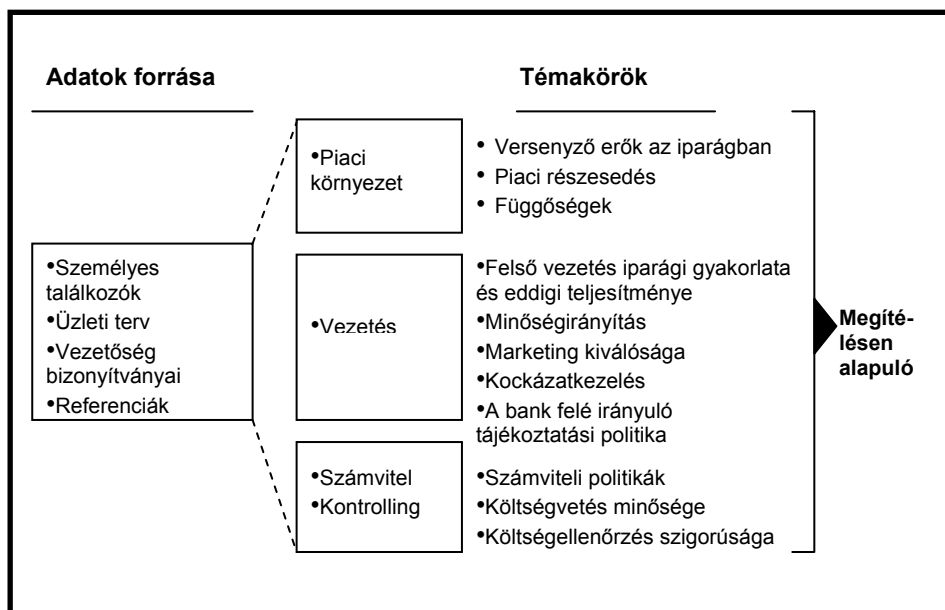 Adatok forrása
Témakörök
•Személyes
találkozók
•Üzleti terv
•Vezetőség
bizonyítványai
•Referenciák
•Piaci
környezet
• Versenyző erők az iparágban
• Piaci részesedés
• Függőségek
•Vezetés
•Felső vezetés iparági gyakorlata
és eddigi teljesítménye
•Minőségirányítás
•Marketing kiválósága
•Kockázatkezelés
•A bank felé irányuló
tájékoztatási politika
•Számvitel
•Kontrolling
•Számviteli politikák
•Költségvetés minősége
•Költségellenőrzés szigorúsága
Megíté-
lésen
alapuló